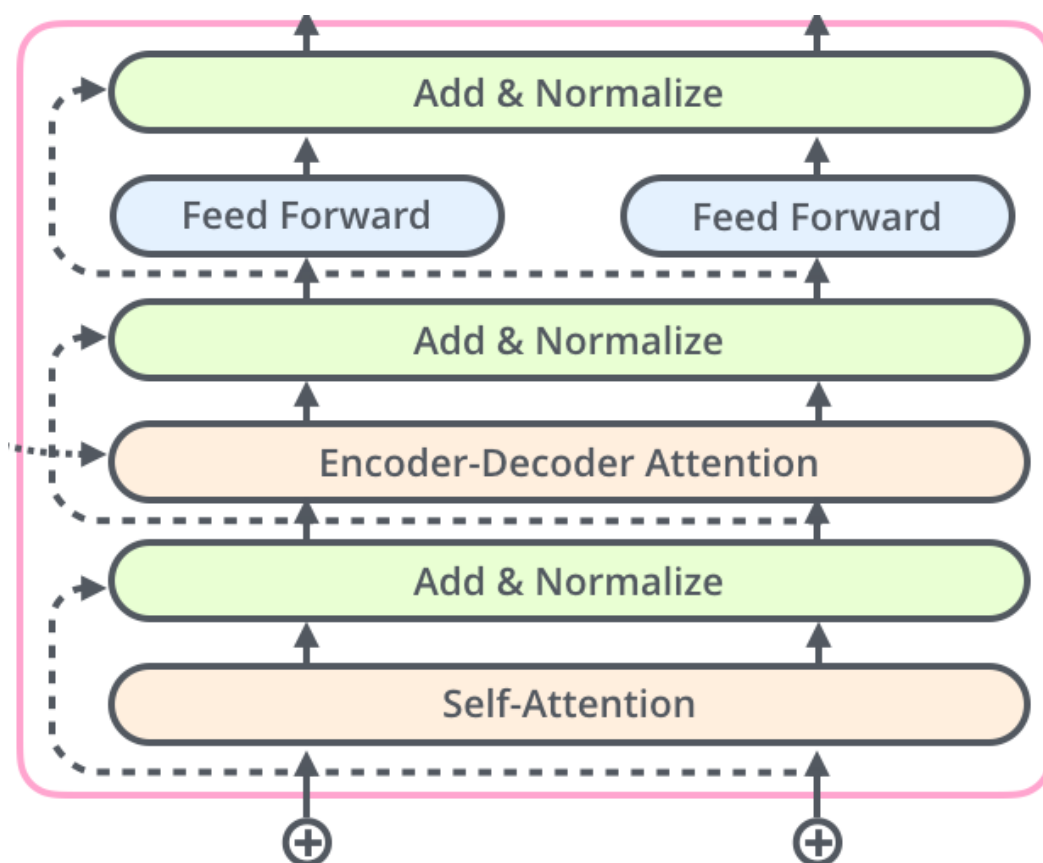 Add & Normalize
Feed Forward
Feed Forward
Add & Normalize
Encoder-Decoder Attention
Add & Normalize
Self-Attention